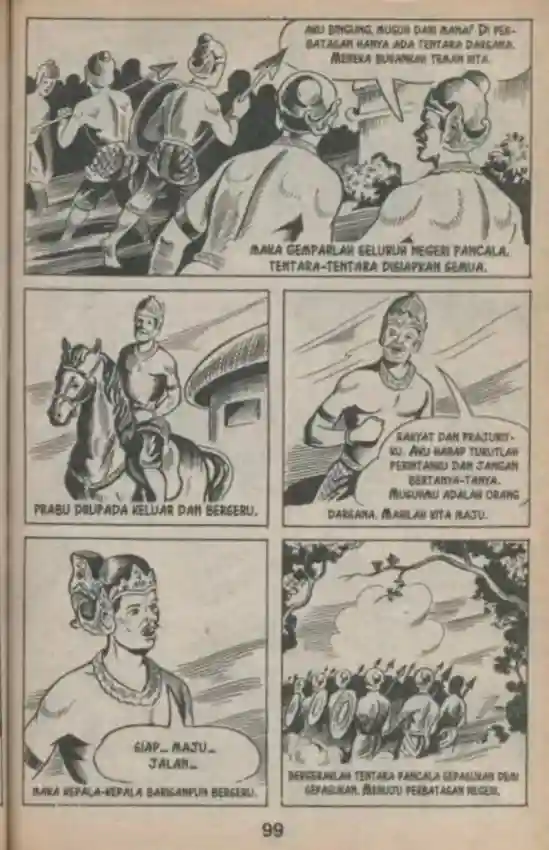 AKU BINGUNG, MUSUH DARI MANA? DI PER-
BATASAN HANYA ADA TENTARA DARSANA.
MEREKA BUKANKAH TEMAN KITA.
MAKA GEMPARLAH SELURUH NEGERI PANCALA.
TENTARA-TENTARA DISIAPKAN SEMUA.
PRABU DRUPADA KELUAR DAN BERSERU.
RAKYAT DAN PRAJURIT-
KU. AKU HARAP TURUTLAH
PERINTAHKU DAN JANGAN
BERTANYA-TANYA.
MUSUHMU ADALAH ORANG
DARSANA. MARILAH KITA MAJU.
SIAP... MAJU...
JALAN...
MAKA KEPALA-KEPALA BARISANPUN BERSERU.
BERGERAKLAH TENTARA PANCALA SEPASUKAN DEMI
SEPASUKAN. MENUJU PERBATASAN NEGERI.
99